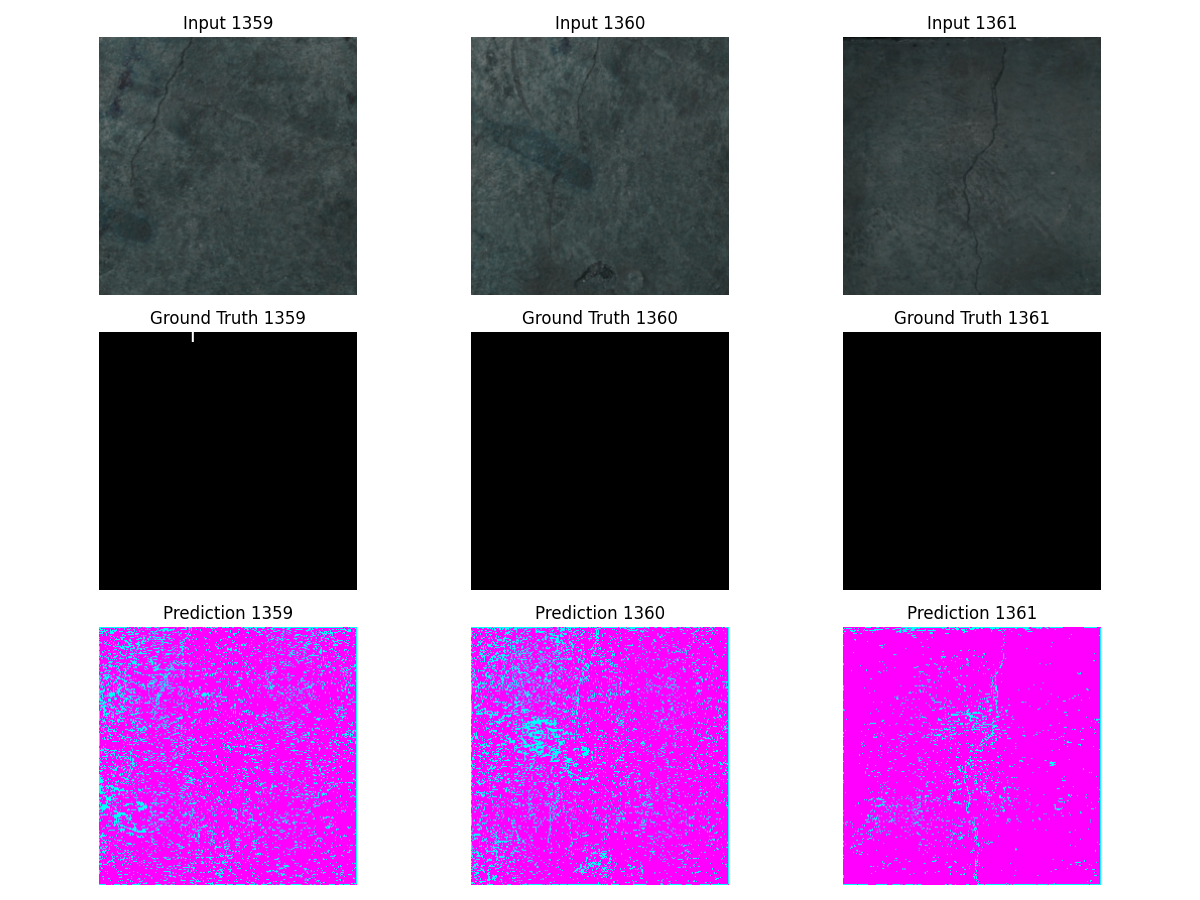 Input 1359
Input 1360
Input 1361
Ground Truth 1359
Ground Truth 1360
Ground Truth 1361
Prediction 1359
Prediction 1360
Prediction 1361